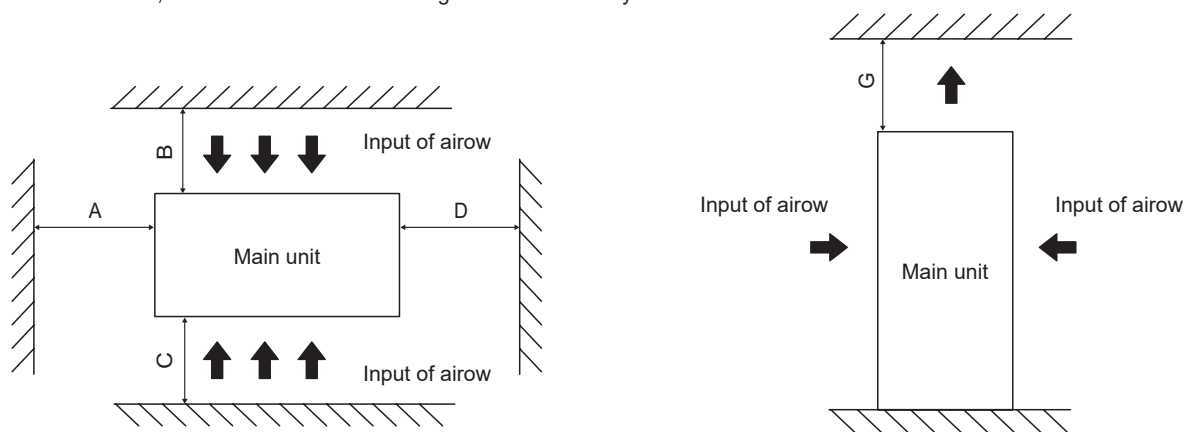 G
B
Input of airow
A
D
Main unit
Input of airow
Input of airow
Main unit
C
Input of airow